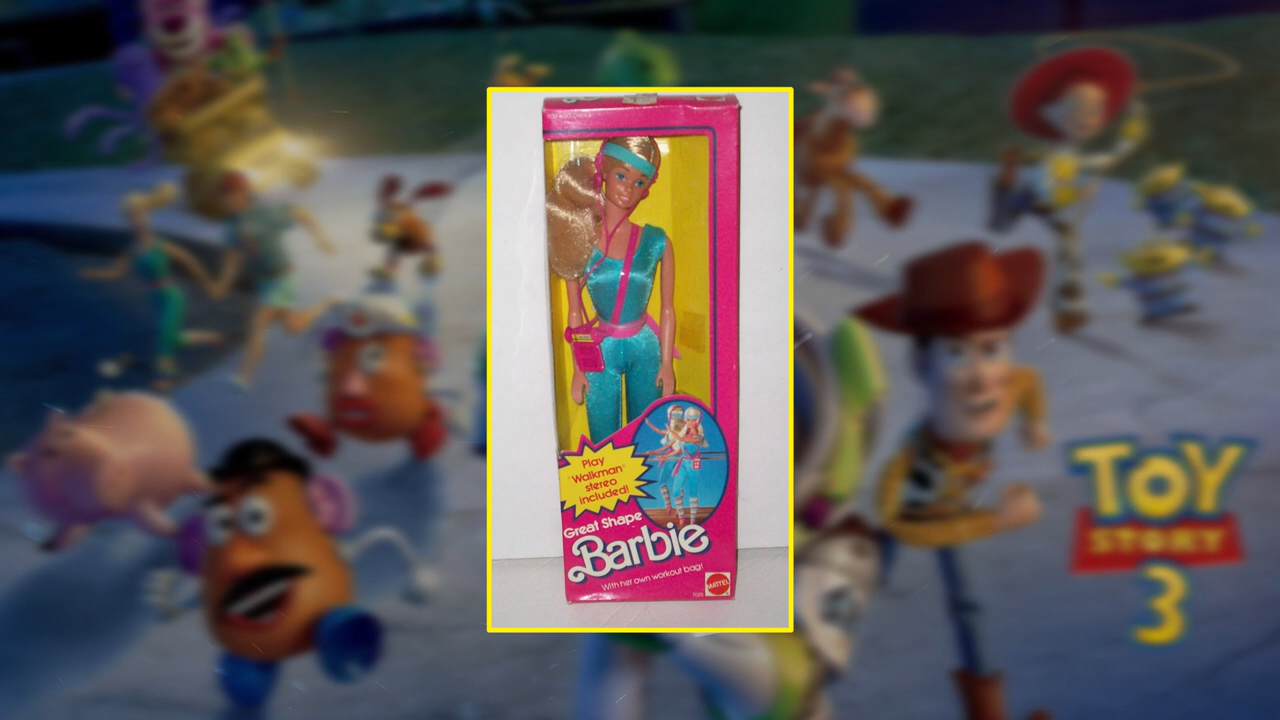 Play
"Walkman"
stereo
included!
Great Shape
Barbie
With her own workout bag!
MATTEL
TOY
STORY
3